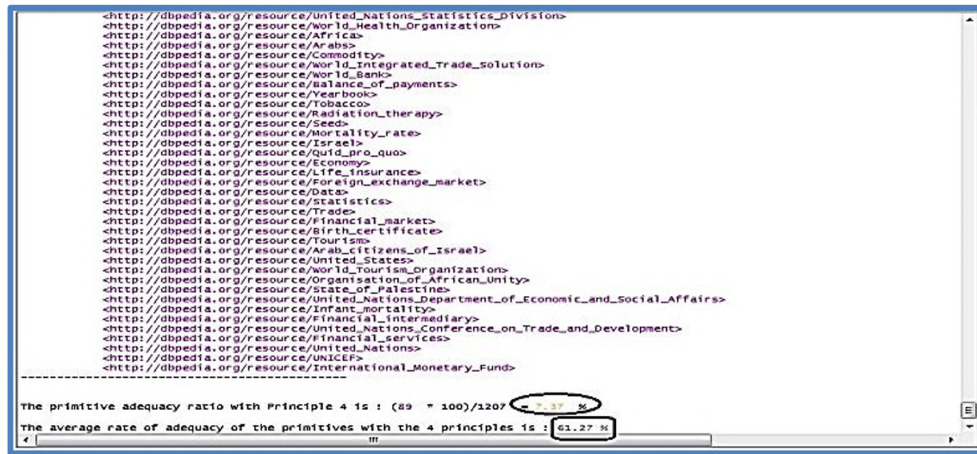 <http://dbpedia.org/resource/United_Nations_Statistics_Division>
<http://dbpedia.org/resource/World_Health_Organization>
<http://dbpedia.org/resource/Africa>
<http://dbpedia.org/resource/Arabs>
<http://dbpedia.org/resource/Commodity>
<http://dbpedia.org/resource/World_Integrated_Trade_Solution>
<http://dbpedia.org/resource/World_Bank>
<http://dbpedia.org/resource/Balance_of_payments>
<http://dbpedia.org/resource/Yearbook>
<http://dbpedia.org/resource/Tobacco>
<http://dbpedia.org/resource/Radiation_therapy>
<http://dbpedia.org/resource/Seed>
<http://dbpedia.org/resource/Mortality_rate>
<http://dbpedia.org/resource/Israel>
<http://dbpedia.org/resource/Quid_pro_quo>
<http://dbpedia.org/resource/Economy>
<http://dbpedia.org/resource/Life_insurance>
<http://dbpedia.org/resource/Foreign_exchange_market>
<http://dbpedia.org/resource/Data>
<http://dbpedia.org/resource/Statistics>
<http://dbpedia.org/resource/Trade>
<http://dbpedia.org/resource/Financial_market>
<http://dbpedia.org/resource/Birth_certificate>
<http://dbpedia.org/resource/Tourism>
<http://dbpedia.org/resource/Arab_citizens_of_Israel>
<http://dbpedia.org/resource/United_States>
<http://dbpedia.org/resource/World_Tourism_Organization>
<http://dbpedia.org/resource/Organisation_of_African_Unity>
<http://dbpedia.org/resource/State_of_Palestine>
<http://dbpedia.org/resource/United_Nations_Department_of_Economic_and_Social_Affairs>
<http://dbpedia.org/resource/Infant_mortality>
<http://dbpedia.org/resource/Financial_intermediary>
<http://dbpedia.org/resource/United_Nations_Conference_on_Trade_and_Development>
<http://dbpedia.org/resource/Financial_services>
<http://dbpedia.org/resource/United_Nations>
<http://dbpedia.org/resource/UNICEF>
<http://dbpedia.org/resource/International_Monetary_Fund>
------------------------------------------------
The primitive adequacy ratio with Principle 4 is : (89 * 100)/1207 = 7.37 %
The average rate of adequacy of the primitives with the 4 principles is : 61.27 %